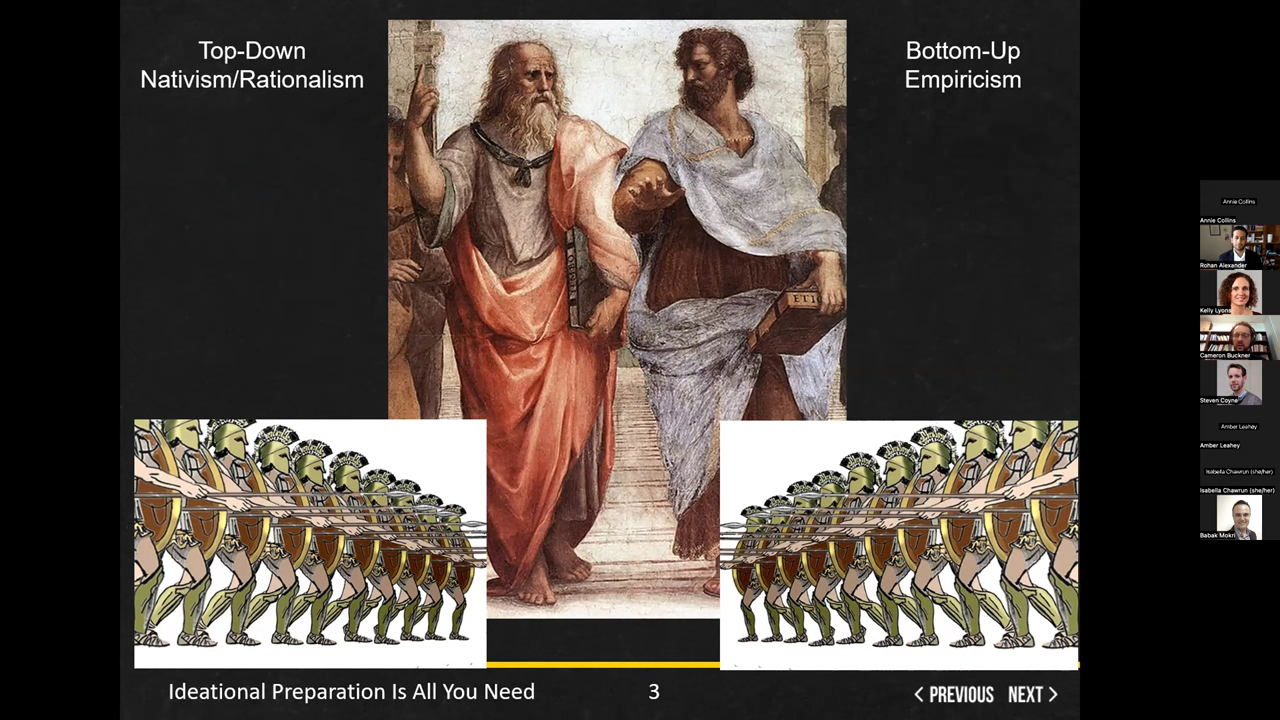 Top-Down
Nativism/Rationalism
Bottom-Up
Empiricism
ETIC
Ideational Preparation Is All You Need
3
PREVIOUS
NEXT
Annie Collins
Annie Collins
Rohan Alexander
Kelly Lyons
Cameron Buckner
Steven Coyne
Amber Leahey
Amber Leahey
Isabella Chawrun (she/her)
Isabella Chawrun (she/her)
Babak Mokri